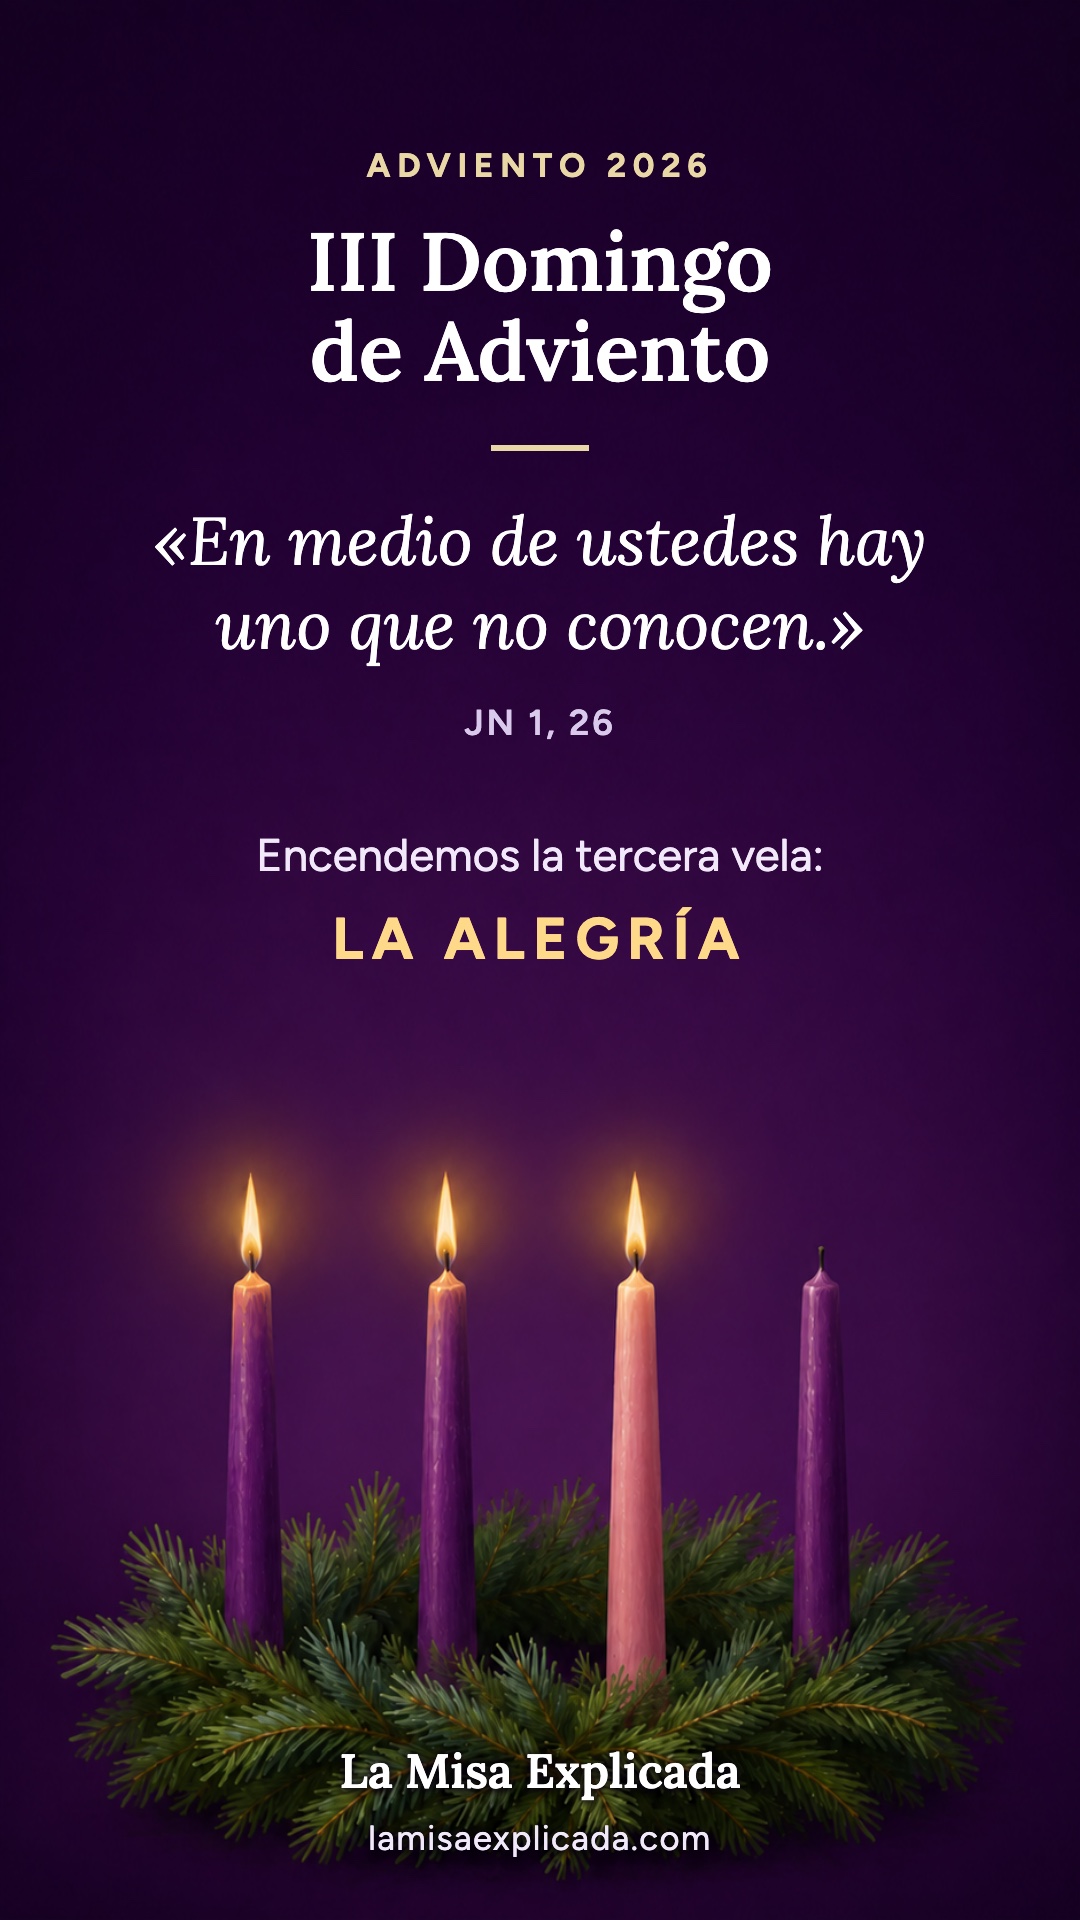 ADVIENTO 2026
III Domingo
de Adviento
«En medio de ustedes hay
uno que no conocen.»
JN 1, 26
Encendemos la tercera vela:
LA ALEGRÍA
La Misa Explicada
lamisaexplicada.com